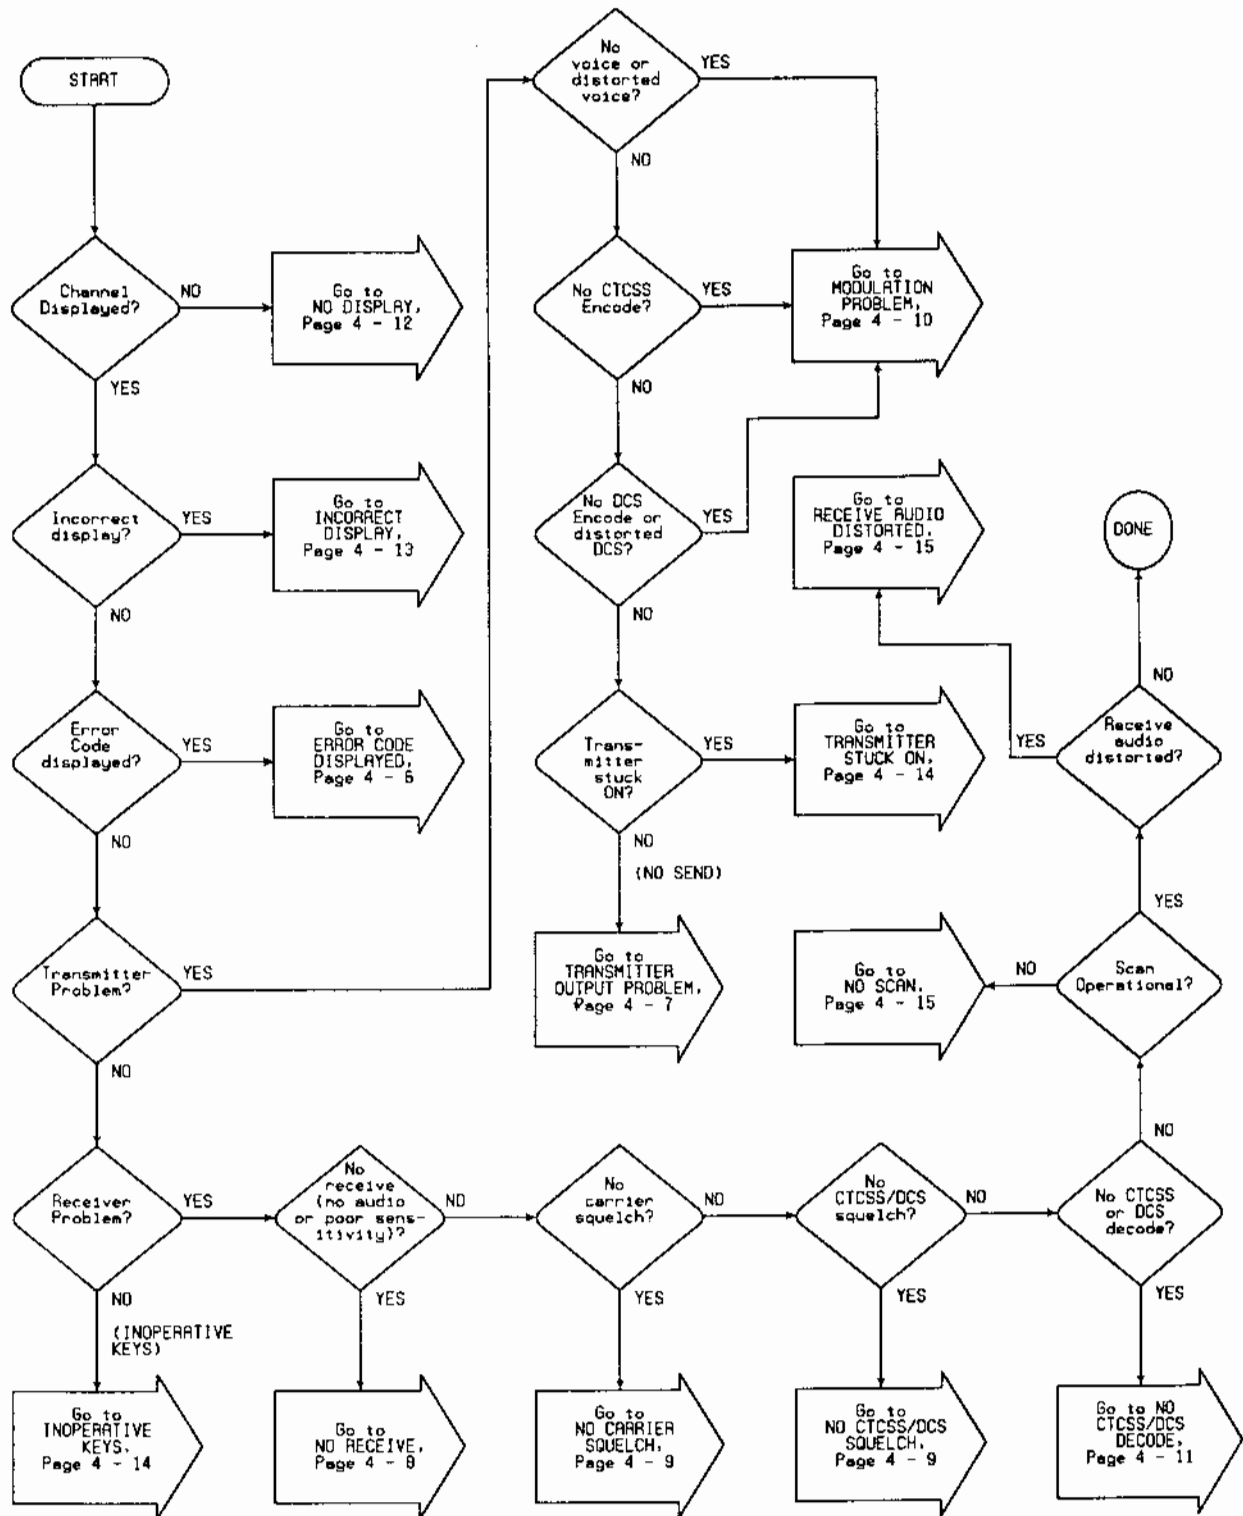 START
No
voice or
distorted
voice?
YES
NO
Channel
Displayed?
NO
YES
Go to
NO DISPLAY,
Page 4 - 12
No CTCSS
Encode?
YES
NO
Go to
MODULATION
PROBLEM,
Page 4 - 10
Incorrect
display?
YES
NO
Go to
INCORRECT
DISPLAY,
Page 4 - 13
No DCS
Encode or
distorted
DCS?
YES
NO
Go to
RECEIVE AUDIO
DISTORTED,
Page 4 - 15
DONE
Error
Code
displayed?
YES
NO
Go to
ERROR CODE
DISPLAYED,
Page 4 - 6
Trans-
mitter
stuck
ON?
YES
NO
(NO SEND)
Go to
TRANSMITTER
STUCK ON,
Page 4 - 14
NO
Receive
audio
distorted?
YES
Transmitter
Problem?
YES
NO
Go to
TRANSMITTER
OUTPUT PROBLEM,
Page 4 - 7
Go to
NO SCAN,
Page 4 - 15
YES
Scan
Operational?
NO
Receiver
Problem?
YES
NO
(INOPERATIVE
KEYS)
No
receive
(no audio
or poor sens-
itivity)?
NO
YES
No
carrier
squelch?
NO
YES
No
CTCSS/DCS
squelch?
NO
YES
NO
No CTCSS
or DCS
decode?
YES
Go to
INOPERATIVE
KEYS,
Page 4 - 14
Go to
NO RECEIVE,
Page 4 - 8
Go to
NO CARRIER
SQUELCH,
Page 4 - 9
Go to
NO CTCSS/DCS
SQUELCH,
Page 4 - 9
Go to NO
CTCSS/DCS
DECODE,
Page 4 - 11